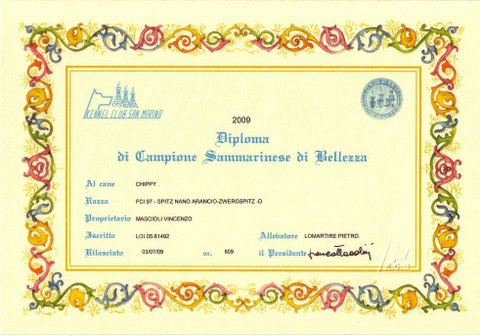 KENNEL CLUB SAN MARINO
2009
Diploma
di Campione Sammarinese di Bellezza
Al cane CHIPPY
Razza FCI 97 - SPITZ NANO ARANCIO-ZWERGSPITZ -D
Proprietario MASCIOLI VINCENZO
Iscritto LOI 05.51492 Allevatore LOMARTIRE PIETRO.
Rilasciato 03/07/09 nr. 809 il Presidente